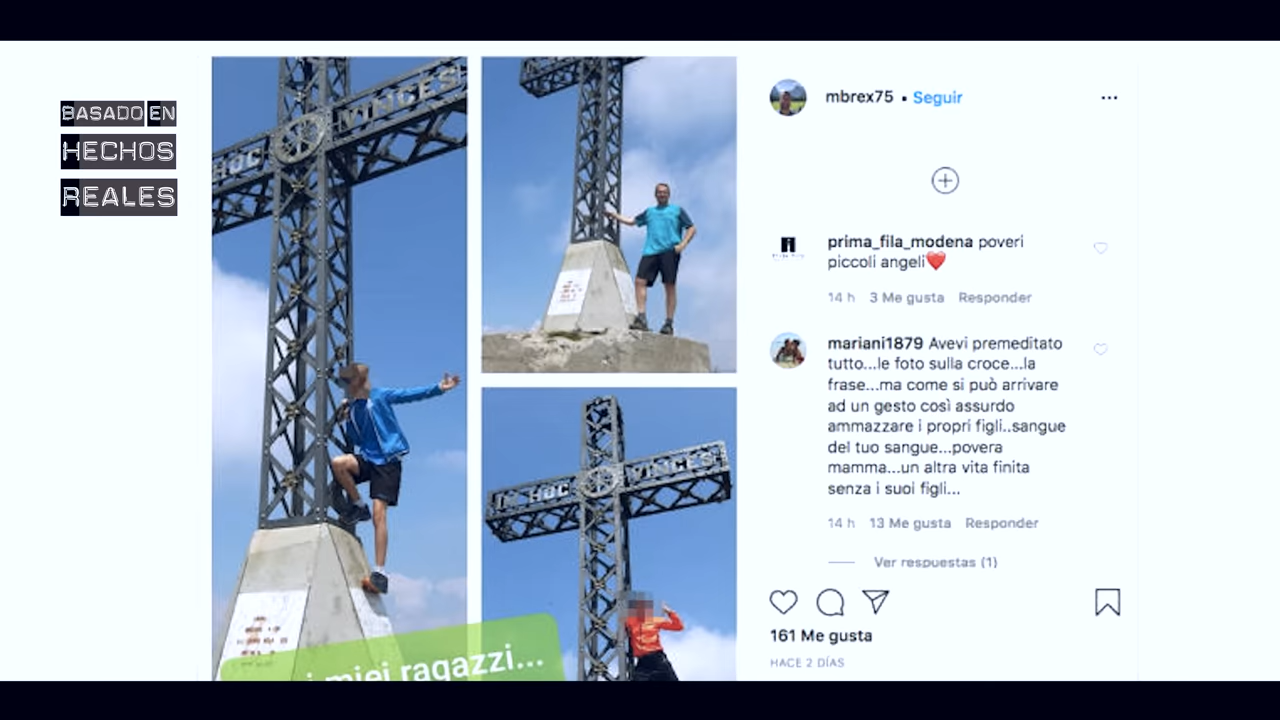 BASADO EN
HECHOS
REALES
HOC VINCES
IN HOC VINCES
miei ragazzi...
mbrex75 • Seguir
prima_fila_modena poveri
piccoli angeli❤️
14 h 3 Me gusta Responder
mariani1879 Avevi premeditato
tutto...le foto sulla croce...la
frase...ma come si può arrivare
ad un gesto così assurdo
ammazzare i propri figli..sangue
del tuo sangue...povera
mamma...un altra vita finita
senza i suoi figli...
14 h 13 Me gusta Responder
Ver respuestas (1)
161 Me gusta
HACE 2 DÍAS